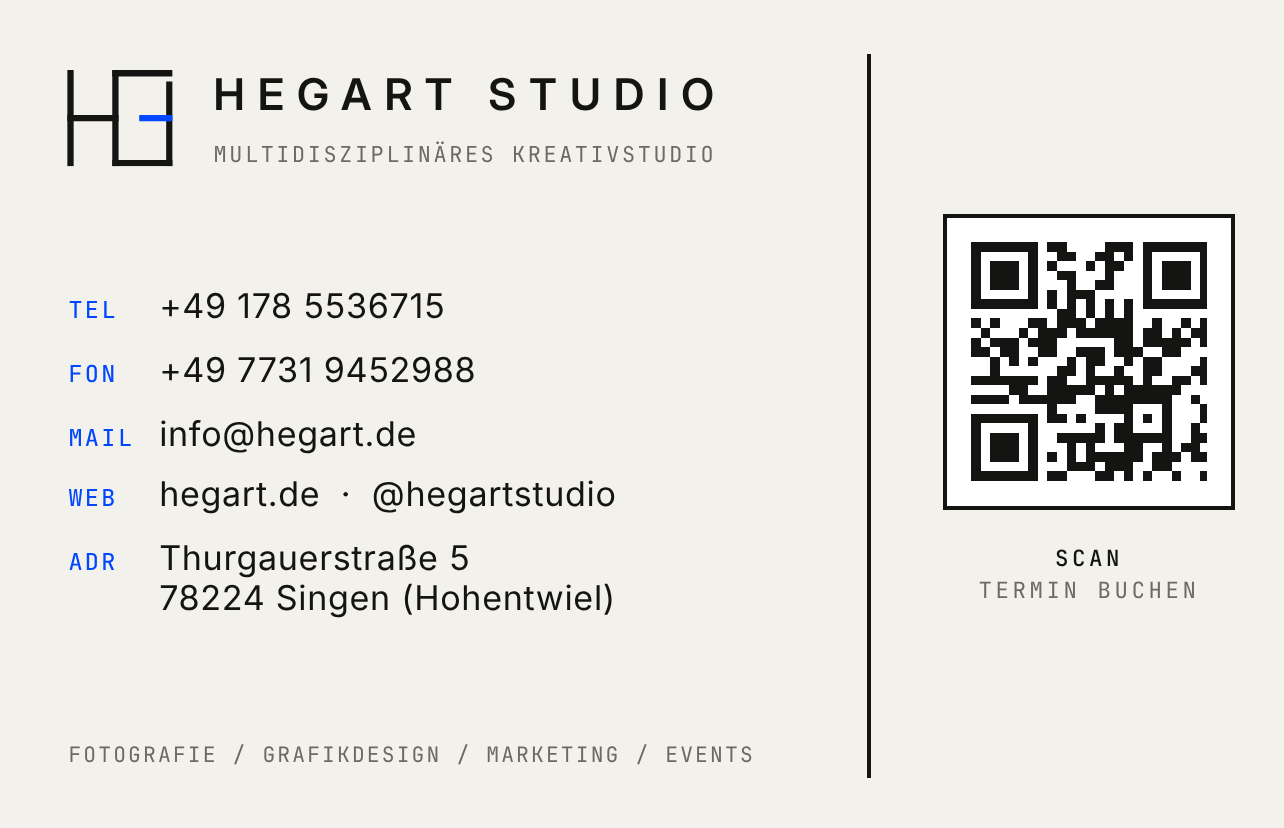 HG
HEGART STUDIO
MULTIDISZIPLINÄRES KREATIVSTUDIO
TEL +49 178 5536715
FON +49 7731 9452988
MAIL info@hegart.de
WEB hegart.de · @hegartstudio
ADR Thurgauerstraße 5
78224 Singen (Hohentwiel)
FOTOGRAFIE / GRAFIKDESIGN / MARKETING / EVENTS
SCAN
TERMIN BUCHEN